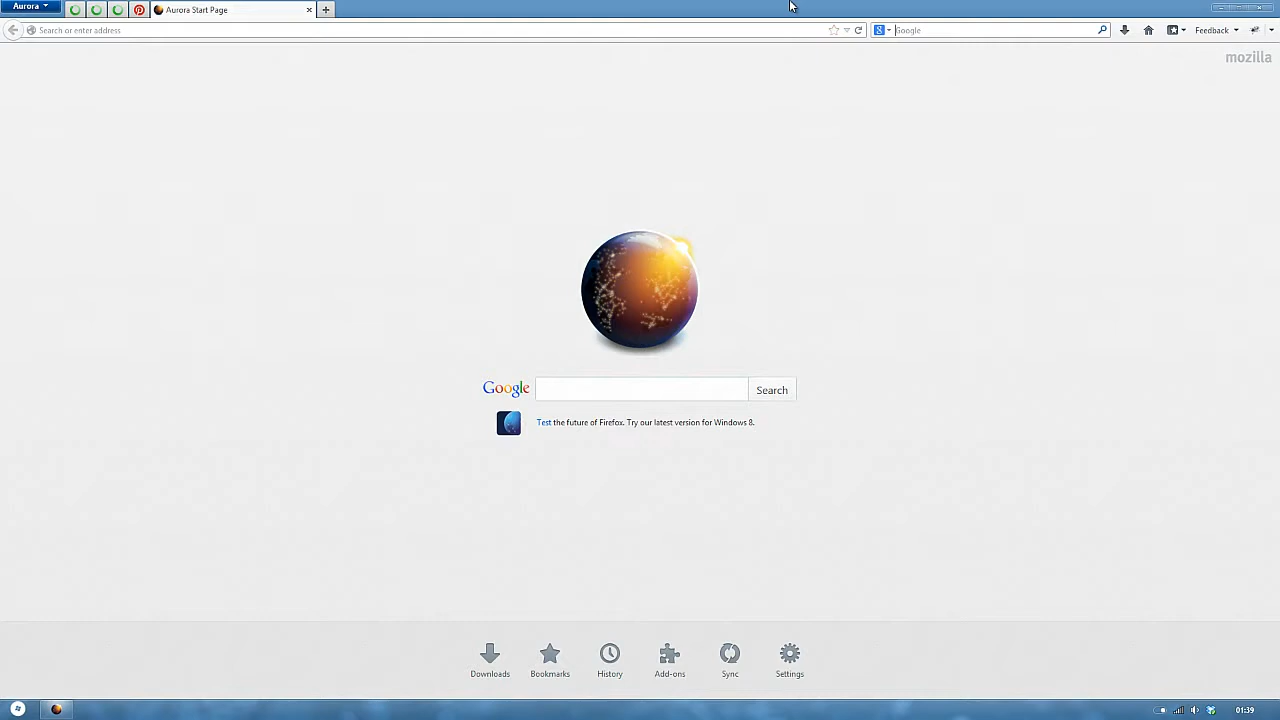 Aurora
Aurora Start Page
Search or enter address
Google
Feedback
mozilla
Google
Search
Test the future of Firefox. Try our latest version for Windows 8.
Downloads
Bookmarks
History
Add-ons
Sync
Settings
01:39